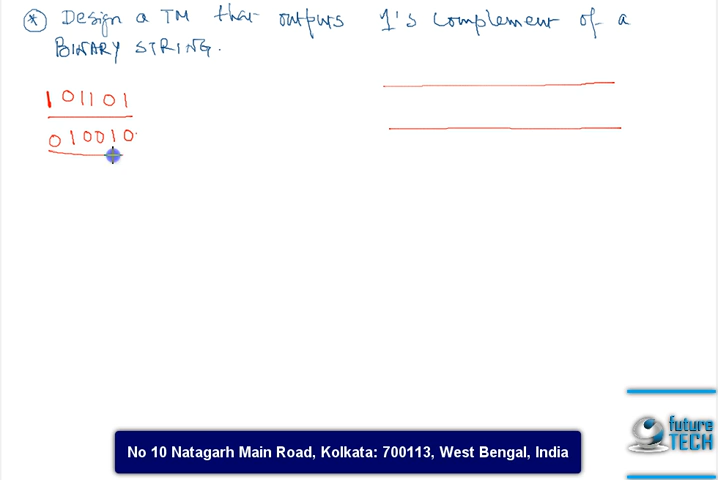 * Design a TM that outputs 1's complement of a
BINARY STRING.
101101
010010
future
TECH
No 10 Natagarh Main Road, Kolkata: 700113, West Bengal, India